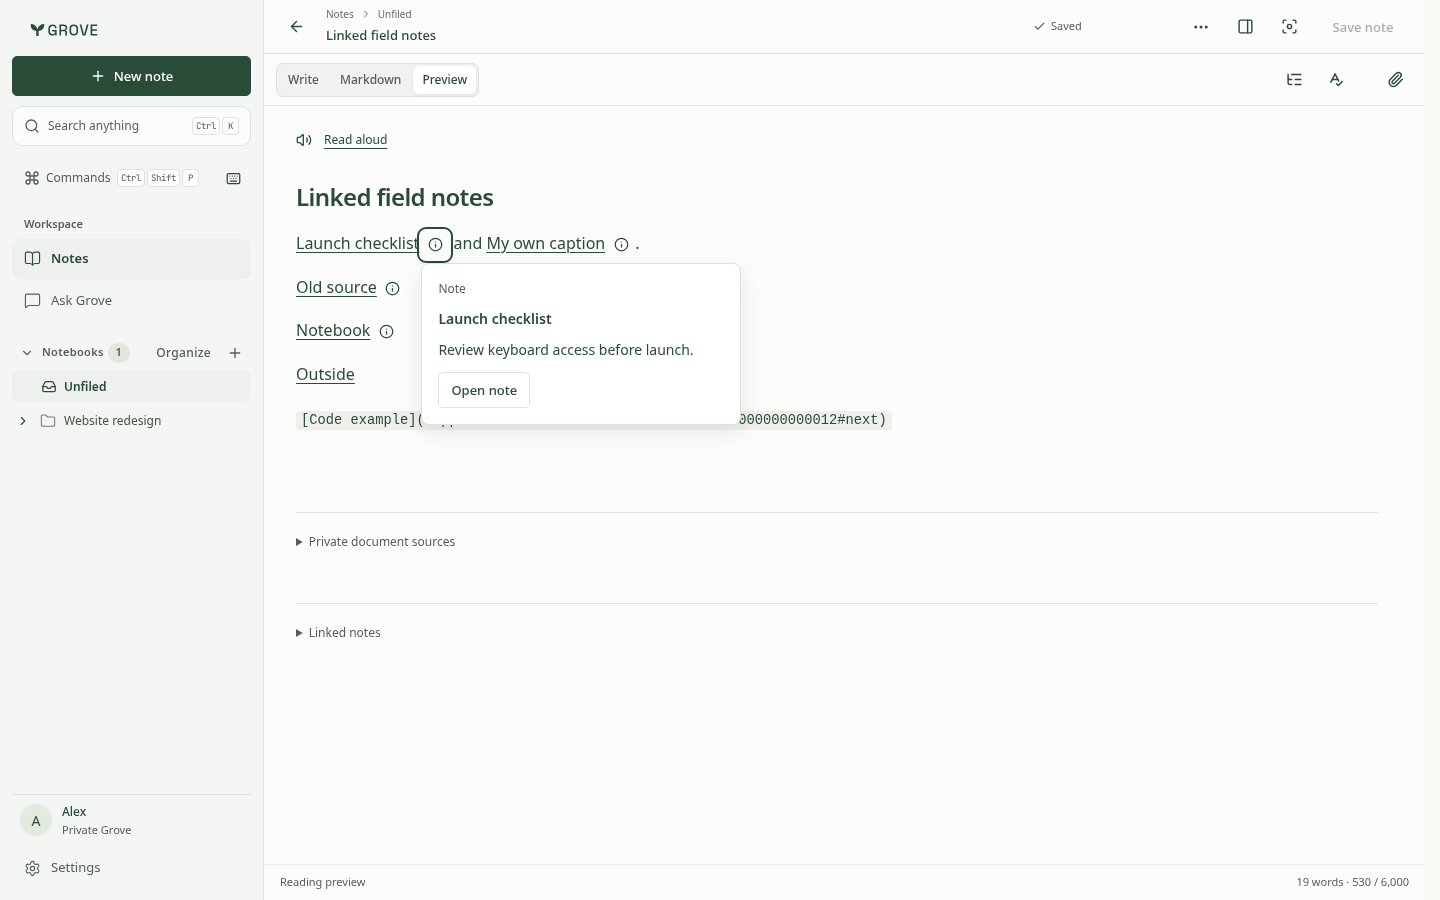 GROVE
New note
Search anything Ctrl K
Commands Ctrl Shift P
Workspace
Notes
Ask Grove
Notebooks 1 Organize
Unfiled
Website redesign
Alex
A
Private Grove
Settings
Notes Unfiled
Linked field notes
Saved
Save note
Write Markdown Preview
Read aloud
Linked field notes
Launch checklist and My own caption .
Old source
Notebook
Outside
[Code example]( 000000000012#next)
Note
Launch checklist
Review keyboard access before launch.
Open note
Private document sources
Linked notes
Reading preview
19 words · 530 / 6,000